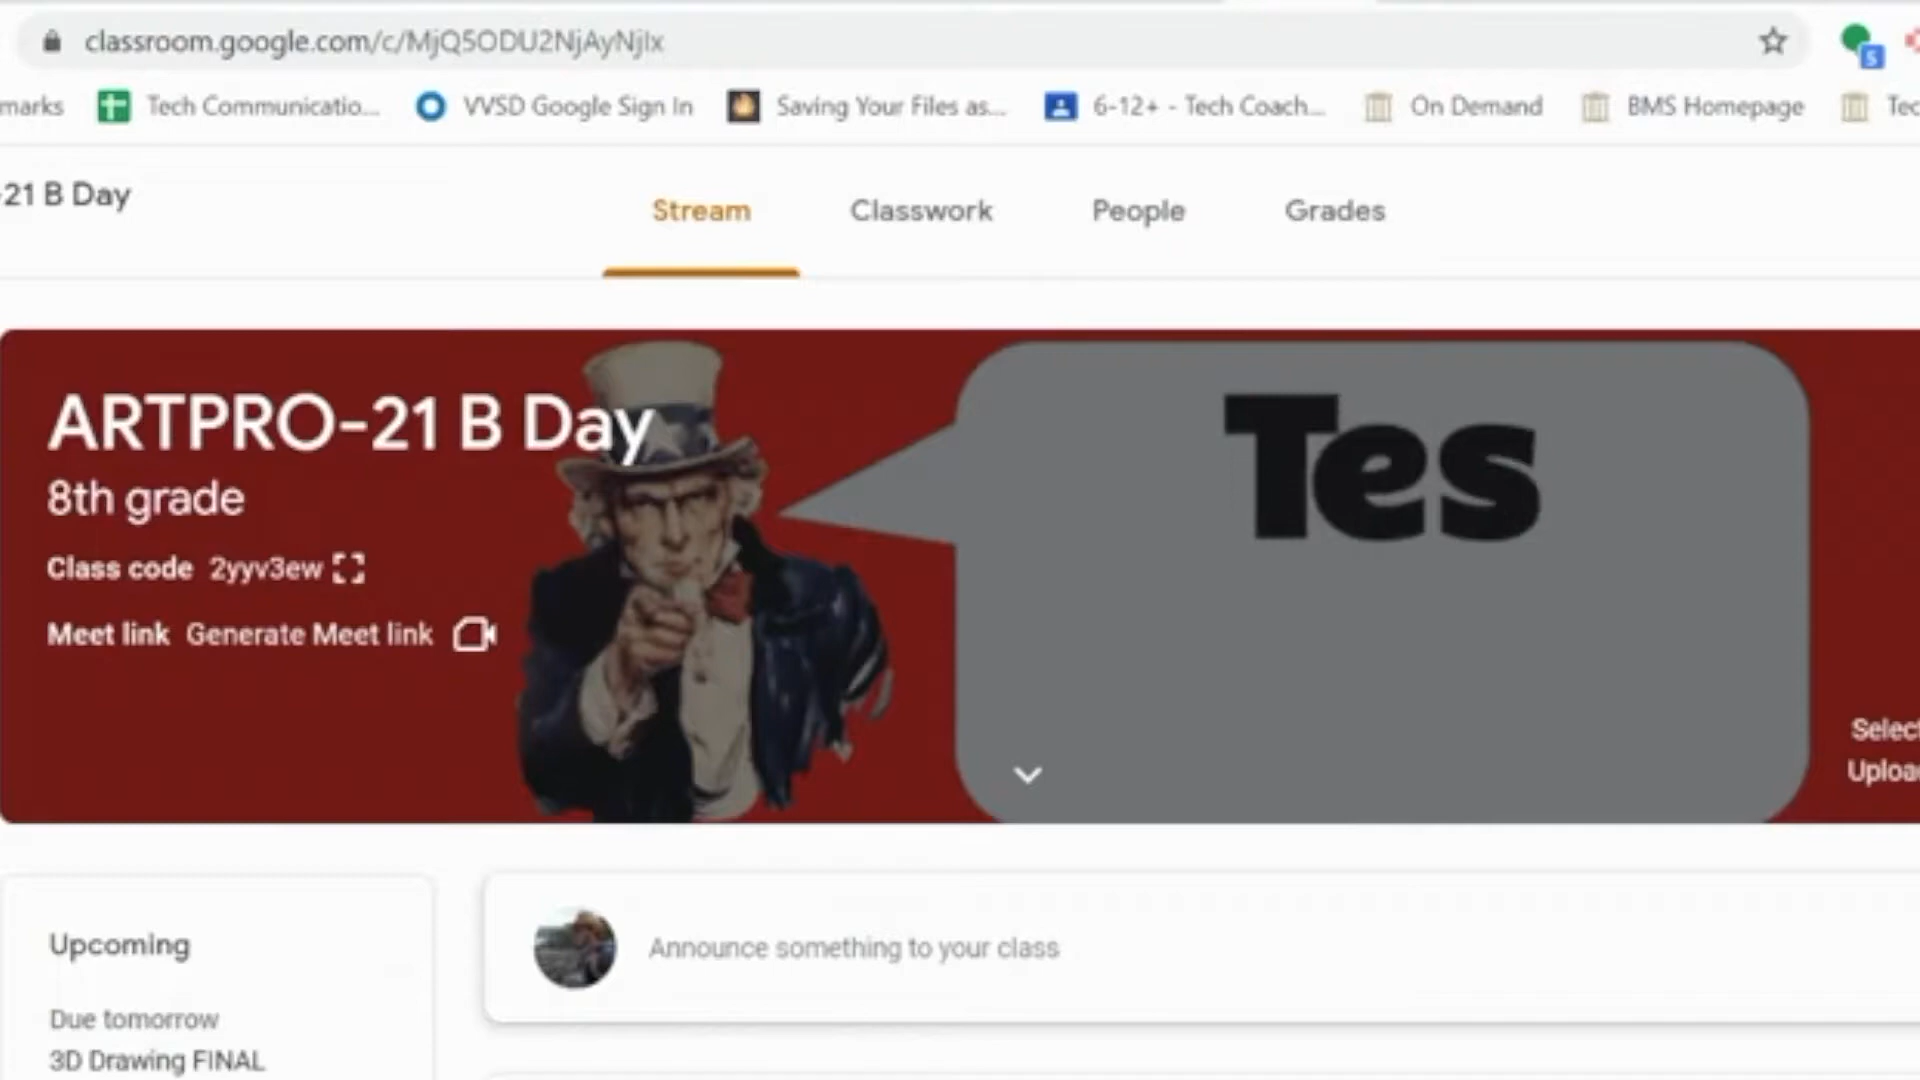 classroom.google.com/c/MjQ5ODU2NjAyNjIx
marks Tech Communicatio... VVSD Google Sign In Saving Your Files as... 6-12+ - Tech Coach... On Demand BMS Homepage Tec
-21 B Day
Stream Classwork People Grades
ARTPRO-21 B Day
8th grade
Class code 2yyv3ew
Meet link Generate Meet link
Tes
Select
Uploa
Upcoming
Announce something to your class
Due tomorrow
3D Drawing FINAL